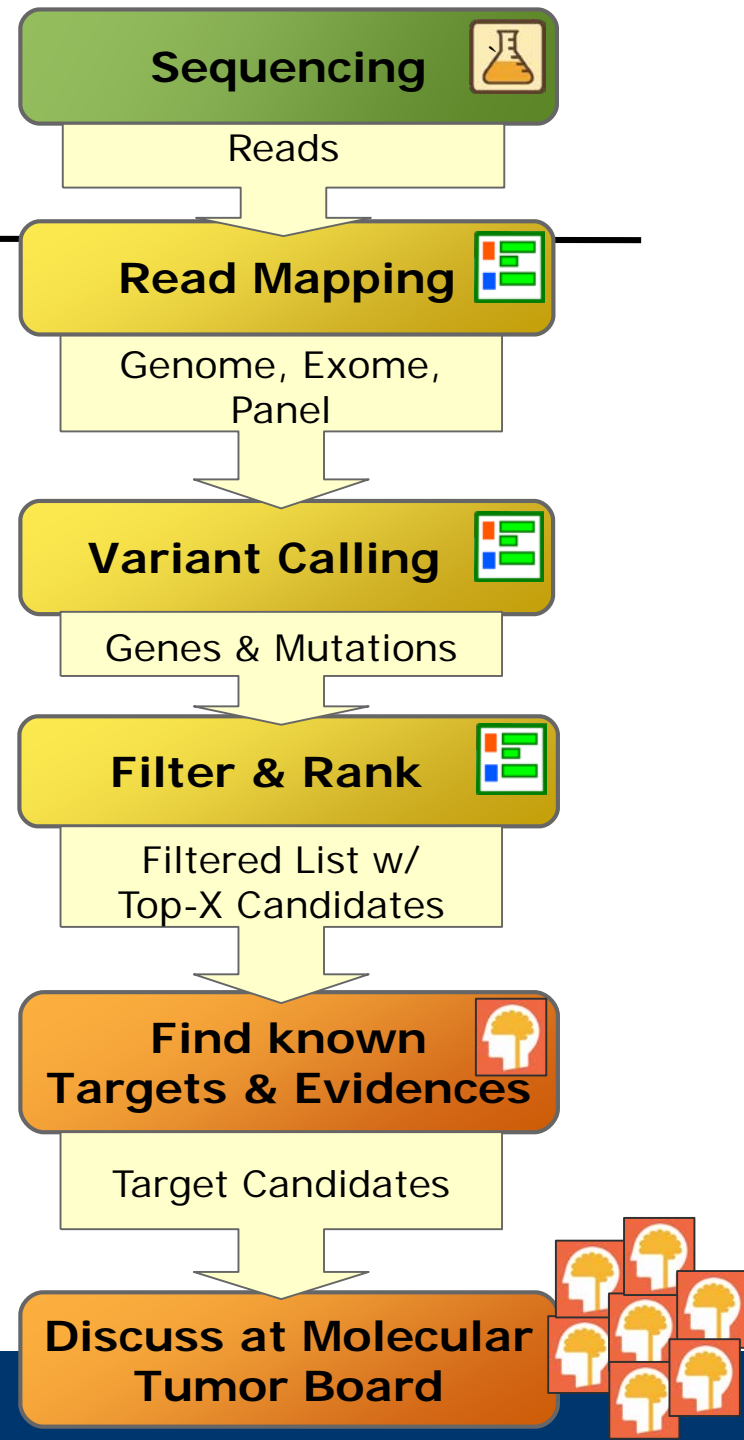 Sequencing
Reads
Read Mapping
Genome, Exome,
Panel
Variant Calling
Genes & Mutations
Filter & Rank
Filtered List w/
Top-X Candidates
Find known
Targets & Evidences
Target Candidates
Discuss at Molecular
Tumor Board